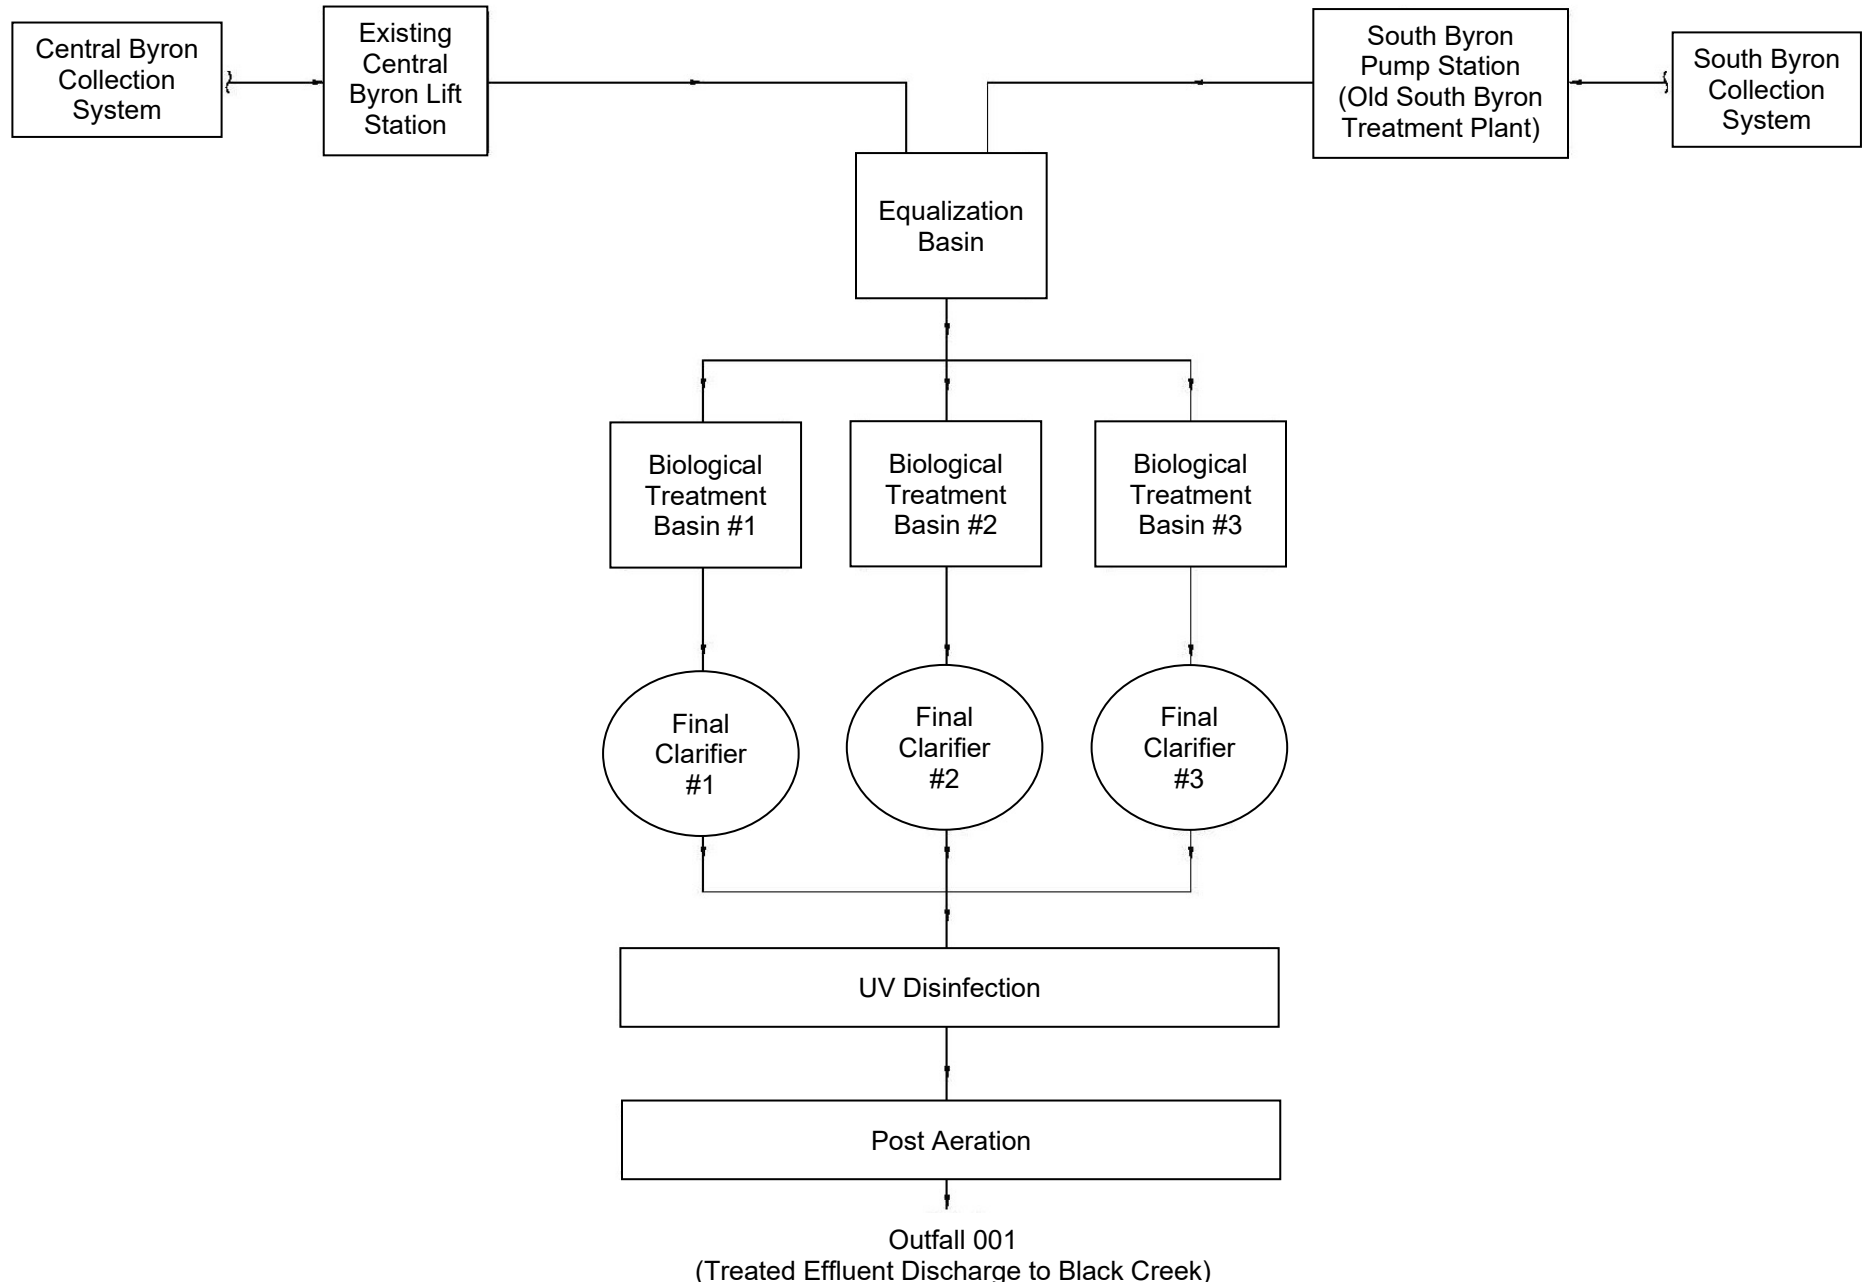 Central Byron
Collection
System
Existing
Central
Byron Lift
Station
South Byron
Pump Station
(Old South Byron
Treatment Plant)
South Byron
Collection
System
Equalization
Basin
Biological
Treatment
Basin #1
Biological
Treatment
Basin #2
Biological
Treatment
Basin #3
Final
Clarifier
#1
Final
Clarifier
#2
Final
Clarifier
#3
UV Disinfection
Post Aeration
Outfall 001
(Treated Effluent Discharge to Black Creek)